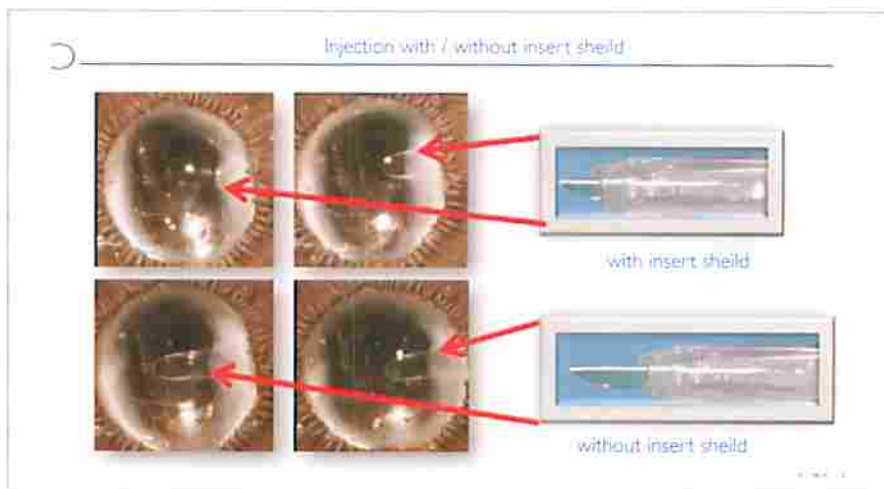 Injection with / without insert sheild
with insert sheild
without insert sheild